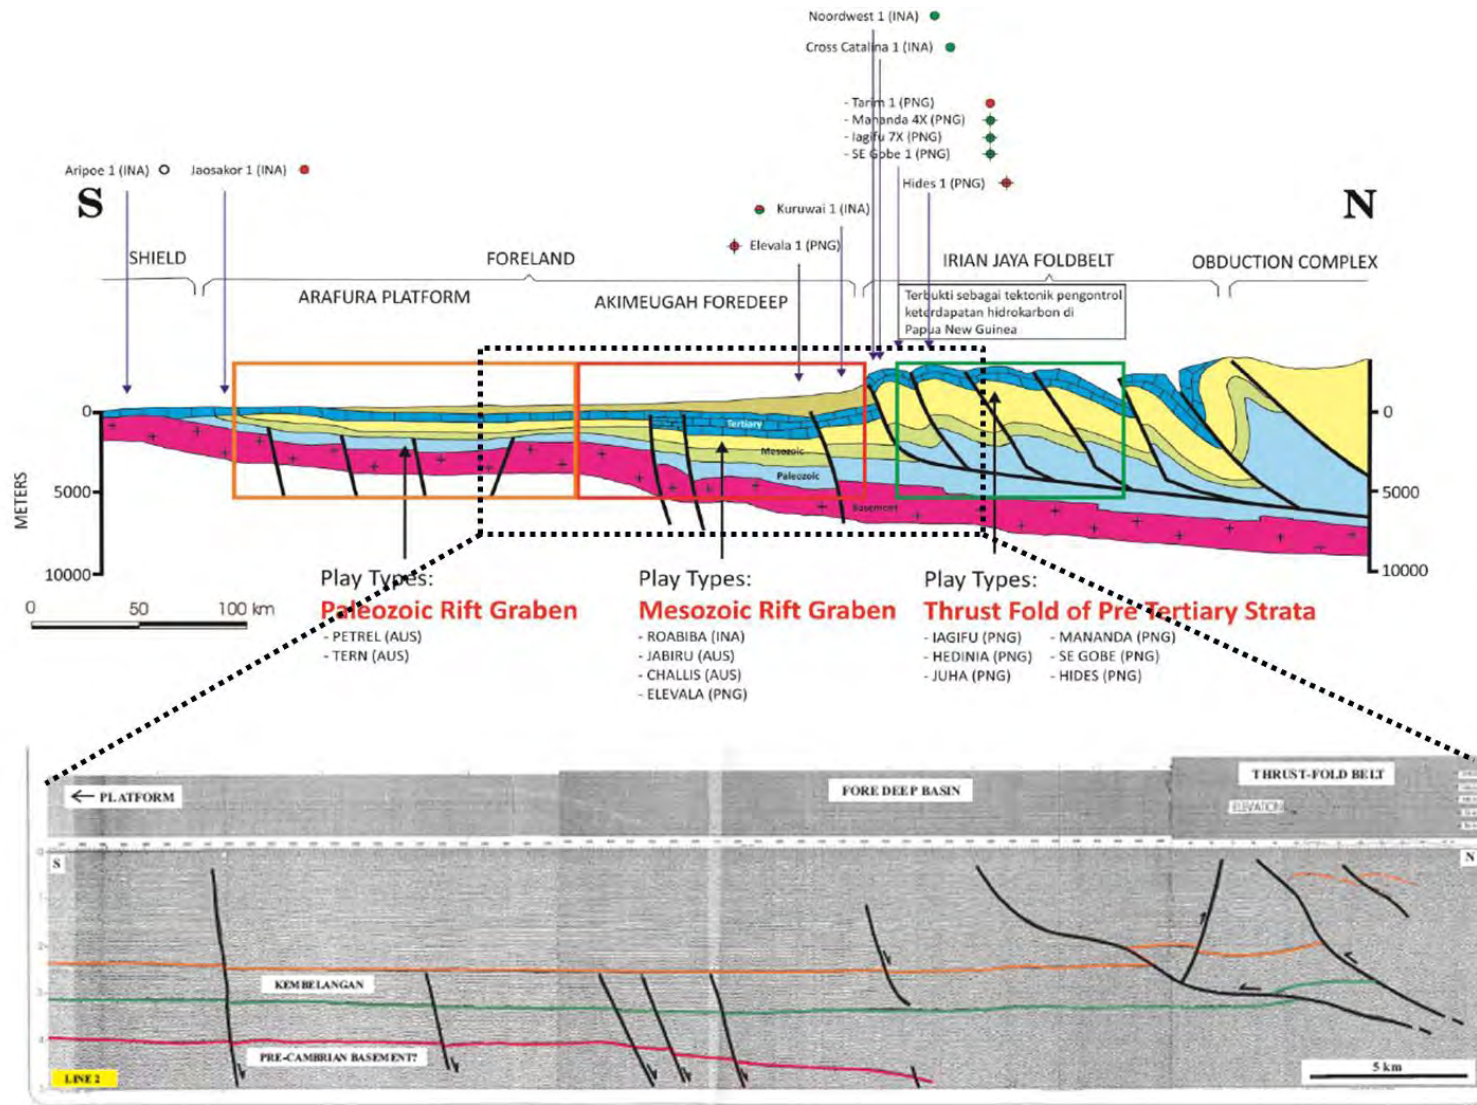 Noordwest 1 (INA)
Cross Catalina 1 (INA)
- Tarim 1 (PNG)
- Mananda 4X (PNG)
- Iagifu 7X (PNG)
- SE Gobe 1 (PNG)
Aripoe 1 (INA)
Jaosakor 1 (INA)
Hides 1 (PNG)
S
N
Kuruwai 1 (INA)
Elevala 1 (PNG)
SHIELD
FORELAND
IRIAN JAYA FOLDBELT
OBDUCTION COMPLEX
ARAFURA PLATFORM
AKIMEUGAH FOREDEEP
Terbukti sebagai tektonik pengontrol
keterdapatan hidrokarbon di
Papua New Guinea
0
0
Tertiary
Mesozoic
Paleozoic
METERS
5000
5000
Basement
10000
10000
0 50 100 km
Play Types:
Paleozoic Rift Graben
- PETREL (AUS)
- TERN (AUS)
Play Types:
Mesozoic Rift Graben
- ROABIBA (INA)
- JABIRU (AUS)
- CHALLIS (AUS)
- ELEVALA (PNG)
Play Types:
Thrust Fold of Pre Tertiary Strata
- IAGIFU (PNG) - MANANDA (PNG)
- HEDINIA (PNG) - SE GOBE (PNG)
- JUHA (PNG) - HIDES (PNG)
PLATFORM
FORE DEEP BASIN
THRUST-FOLD BELT
ELEVATION
S
N
KEMBELANGAN
PRE-CAMBRIAN BASEMENT?
LINE 2
5 km